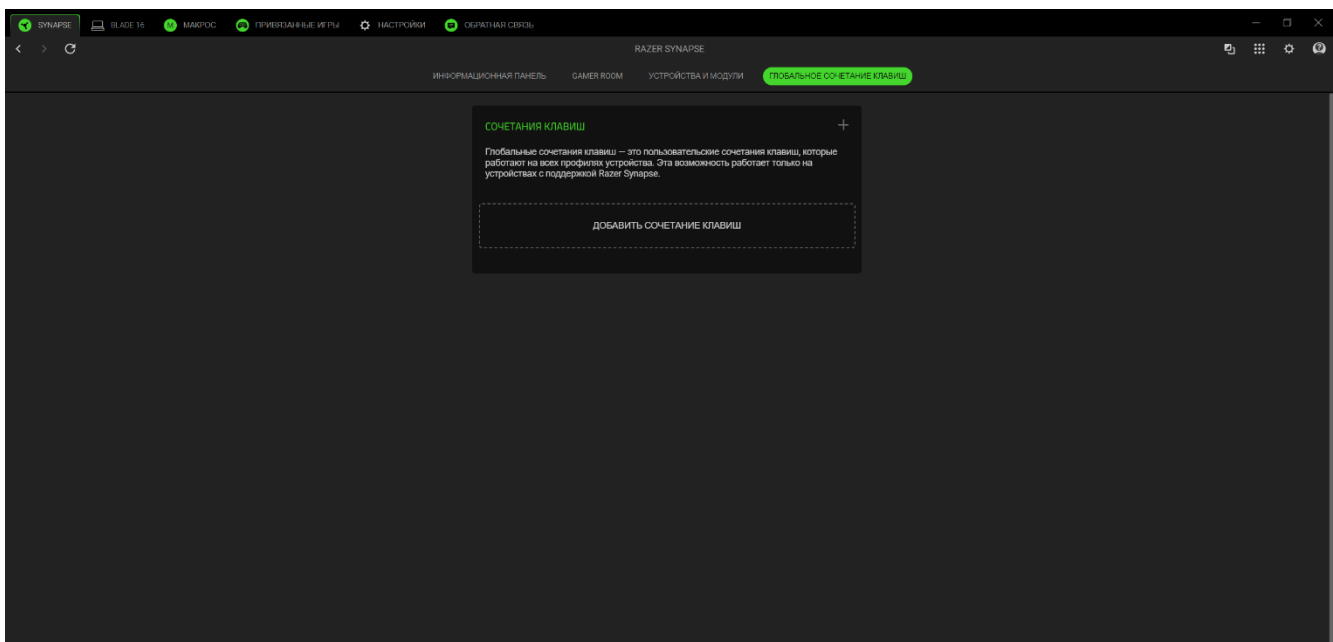 SYNAPSE BLADE 16 МАКРОС ПРИВЯЗАННЫЕ ИГРЫ НАСТРОЙКИ ОБРАТНАЯ СВЯЗЬ
RAZER SYNAPSE
ИНФОРМАЦИОННАЯ ПАНЕЛЬ GAMER ROOM УСТРОЙСТВА И МОДУЛИ ГЛОБАЛЬНОЕ СОЧЕТАНИЕ КЛАВИШ
СОЧЕТАНИЯ КЛАВИШ
Глобальные сочетания клавиш — это пользовательские сочетания клавиш, которые
работают на всех профилях устройства. Эта возможность работает только на
устройствах с поддержкой Razer Synapse.
ДОБАВИТЬ СОЧЕТАНИЕ КЛАВИШ